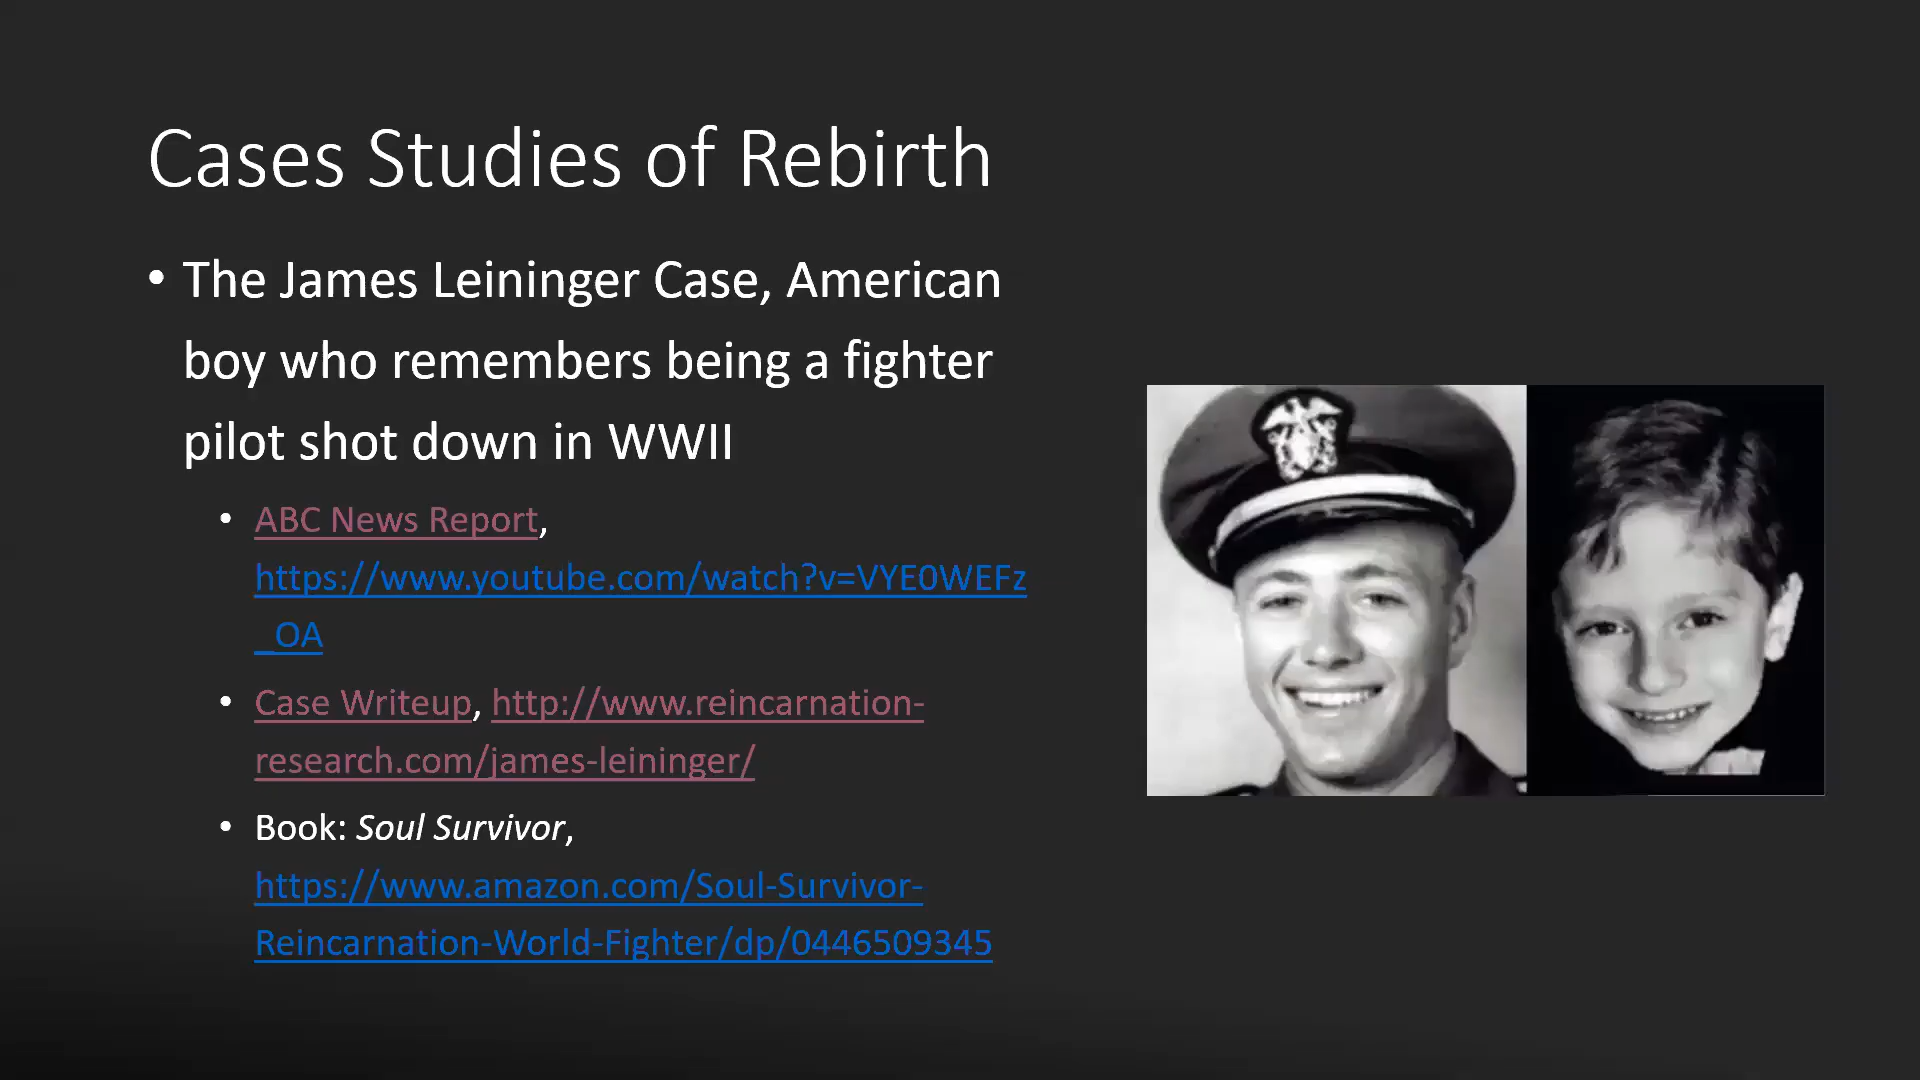 Cases Studies of Rebirth
• The James Leininger Case, American
boy who remembers being a fighter
pilot shot down in WWII
• ABC News Report,
https://www.youtube.com/watch?v=VYE0WEFz
_OA
• Case Writeup, http://www.reincarnation-
research.com/james-leininger/
• Book: Soul Survivor,
https://www.amazon.com/Soul-Survivor-
Reincarnation-World-Fighter/dp/0446509345